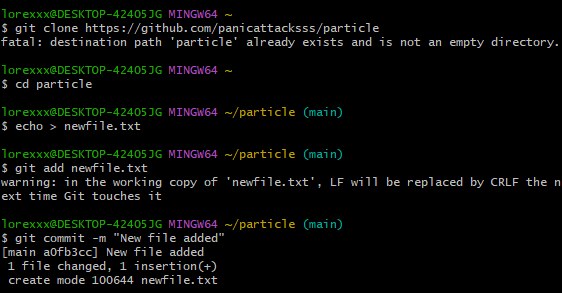 lorexxx@DESKTOP-42405JG MINGW64 ~
$ git clone https://github.com/panicattacksss/particle
fatal: destination path 'particle' already exists and is not an empty directory.
lorexxx@DESKTOP-42405JG MINGW64 ~
$ cd particle
lorexxx@DESKTOP-42405JG MINGW64 ~/particle (main)
$ echo > newfile.txt
lorexxx@DESKTOP-42405JG MINGW64 ~/particle (main)
$ git add newfile.txt
warning: in the working copy of 'newfile.txt', LF will be replaced by CRLF the n
ext time Git touches it
lorexxx@DESKTOP-42405JG MINGW64 ~/particle (main)
$ git commit -m "New file added"
[main a0fb3cc] New file added
 1 file changed, 1 insertion(+)
 create mode 100644 newfile.txt